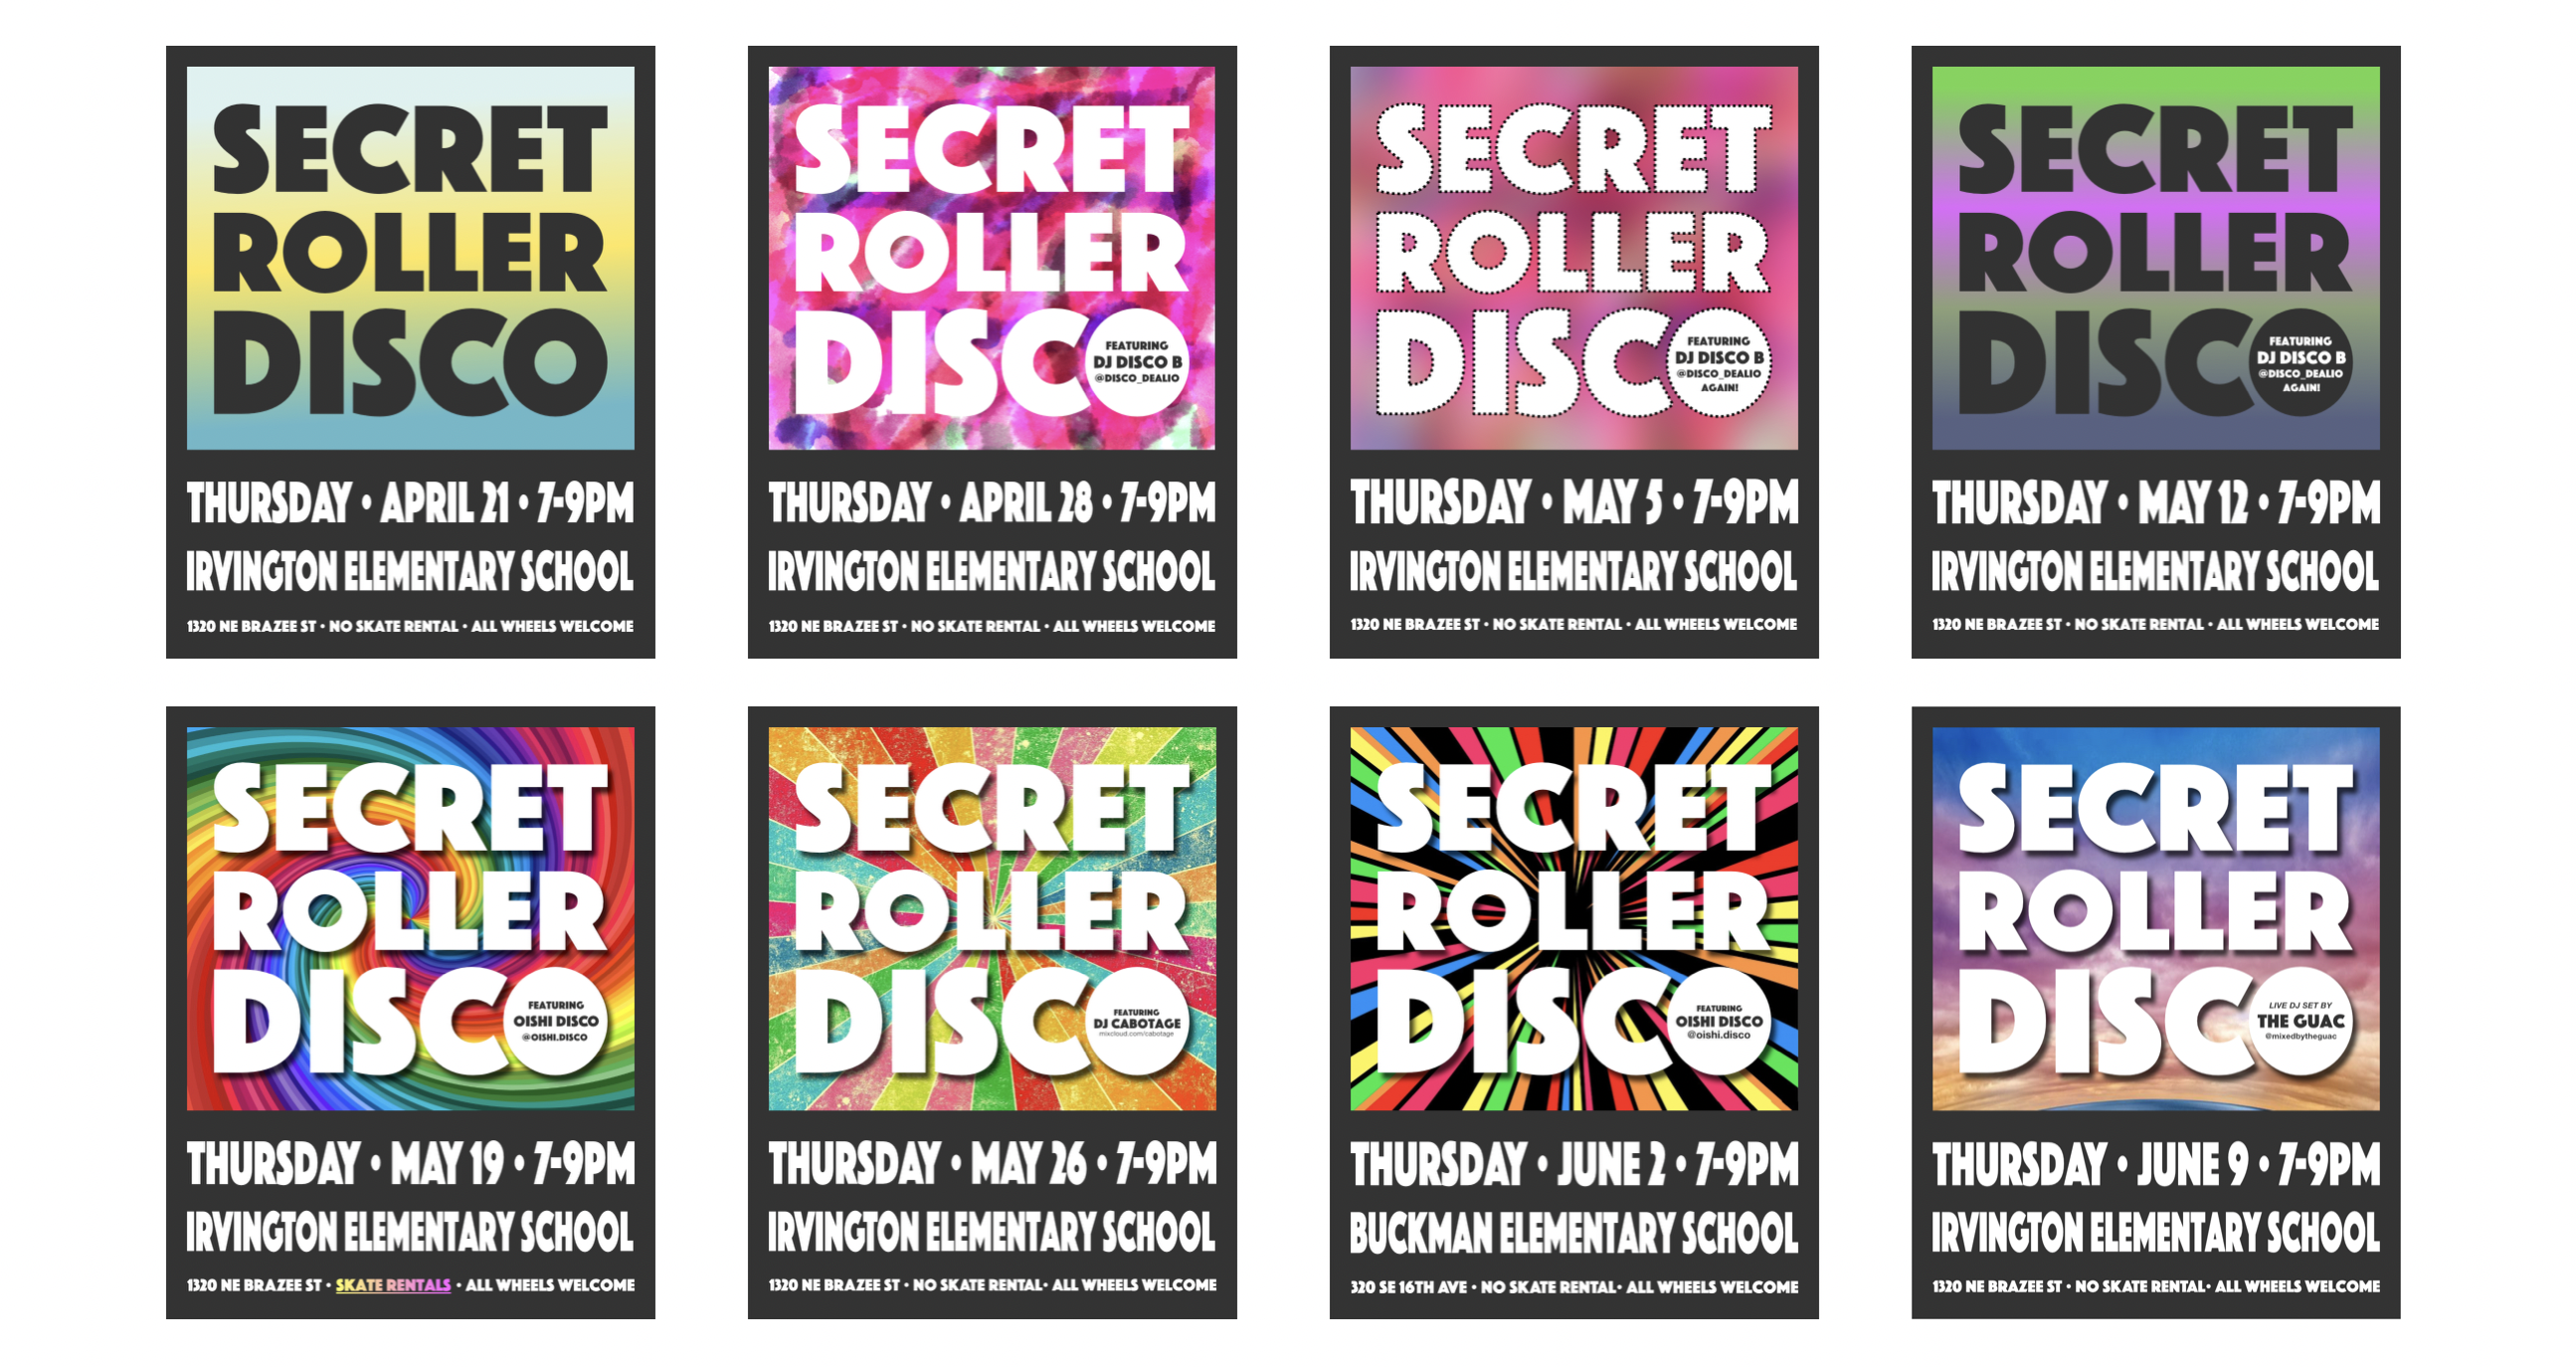 SECRET
ROLLER
DISCO
THURSDAY • APRIL 21 • 7-9PM
IRVINGTON ELEMENTARY SCHOOL
1320 NE BRAZEE ST • NO SKATE RENTAL • ALL WHEELS WELCOME
SECRET
ROLLER
DISCO
FEATURING
DJ DISCO B
@DISCO_DEALIO
THURSDAY • APRIL 28 • 7-9PM
IRVINGTON ELEMENTARY SCHOOL
1320 NE BRAZEE ST • NO SKATE RENTAL • ALL WHEELS WELCOME
SECRET
ROLLER
DISCO
FEATURING
DJ DISCO B
@DISCO_DEALIO
AGAIN!
THURSDAY • MAY 5 • 7-9PM
IRVINGTON ELEMENTARY SCHOOL
1320 NE BRAZEE ST • NO SKATE RENTAL • ALL WHEELS WELCOME
SECRET
ROLLER
DISCO
FEATURING
DJ DISCO B
@DISCO_DEALIO
AGAIN!
THURSDAY • MAY 12 • 7-9PM
IRVINGTON ELEMENTARY SCHOOL
1320 NE BRAZEE ST • NO SKATE RENTAL • ALL WHEELS WELCOME
SECRET
ROLLER
DISCO
FEATURING
OISHI DISCO
@OISHI.DISCO
THURSDAY • MAY 19 • 7-9PM
IRVINGTON ELEMENTARY SCHOOL
1320 NE BRAZEE ST • SKATE RENTALS • ALL WHEELS WELCOME
SECRET
ROLLER
DISCO
FEATURING
DJ CABOTAGE
mixcloud.com/cabotage
THURSDAY • MAY 26 • 7-9PM
IRVINGTON ELEMENTARY SCHOOL
1320 NE BRAZEE ST • NO SKATE RENTAL• ALL WHEELS WELCOME
SECRET
ROLLER
DISCO
FEATURING
OISHI DISCO
@oishi.disco
THURSDAY • JUNE 2 • 7-9PM
BUCKMAN ELEMENTARY SCHOOL
320 SE 16TH AVE • NO SKATE RENTAL• ALL WHEELS WELCOME
SECRET
ROLLER
DISCO
LIVE DJ SET BY
THE GUAC
@mixedbytheguac
THURSDAY • JUNE 9 • 7-9PM
IRVINGTON ELEMENTARY SCHOOL
1320 NE BRAZEE ST • NO SKATE RENTAL• ALL WHEELS WELCOME